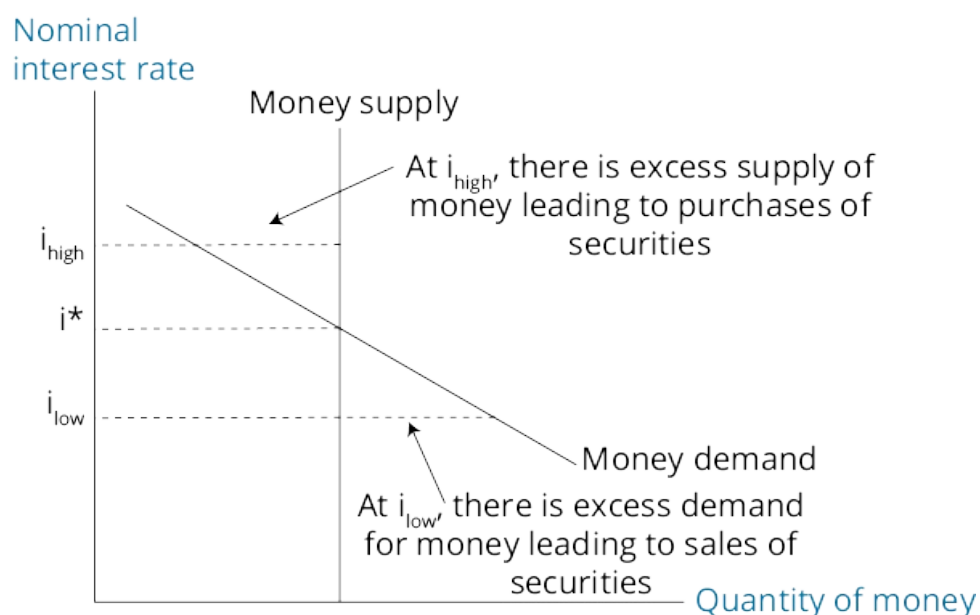 Nominal
interest rate
Money supply
At i_high, there is excess supply of
money leading to purchases of
securities
i_high
i*
i_low
Money demand
At i_low, there is excess demand
for money leading to sales of
securities
Quantity of money